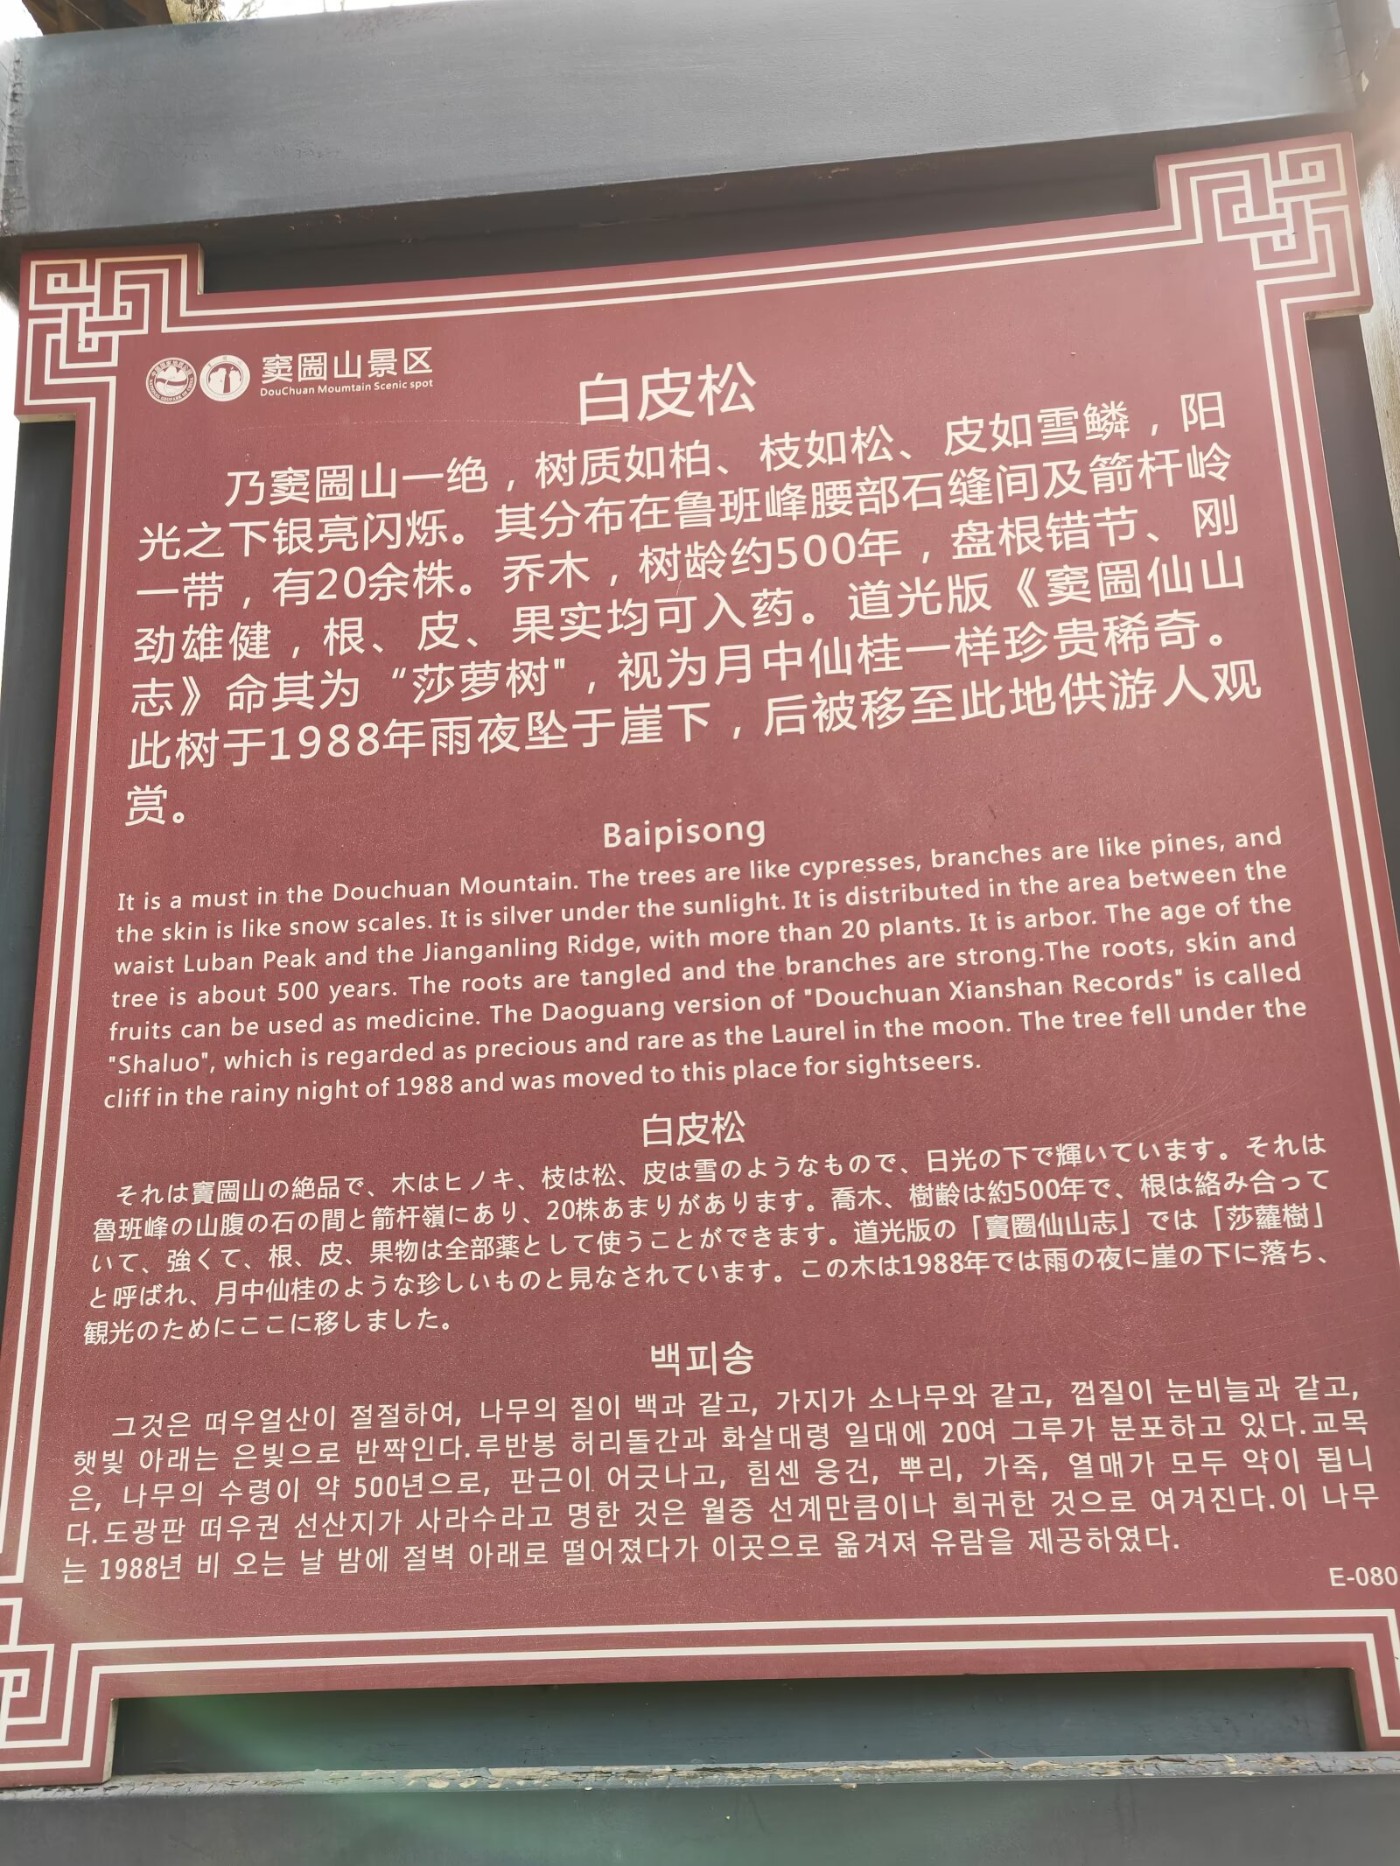 窦圌山景区
DouChuan Mountain Scenic spot
白皮松
乃窦圌山一绝，树质如柏、枝如松、皮如雪鳞，阳
光之下银亮闪烁。其分布在鲁班峰腰部石缝间及箭杆岭
一带，有20余株。乔木，树龄约500年，盘根错节、刚
劲雄健，根、皮、果实均可入药。道光版《窦圌仙山
志》命其为“莎萝树"，视为月中仙桂一样珍贵稀奇。
此树于1988年雨夜坠于崖下，后被移至此地供游人观
赏。
Baipisong
It is a must in the Douchuan Mountain. The trees are like cypresses, branches are like pines, and
the skin is like snow scales. It is silver under the sunlight. It is distributed in the area between the
waist Luban Peak and the Jianganling Ridge, with more than 20 plants. It is arbor. The age of the
tree is about 500 years. The roots are tangled and the branches are strong.The roots, skin and
fruits can be used as medicine. The Daoguang version of "Douchuan Xianshan Records" is called
"Shaluo", which is regarded as precious and rare as the Laurel in the moon. The tree fell under the
cliff in the rainy night of 1988 and was moved to this place for sightseers.
白皮松
それは竇圌山の絶品で、木はヒノキ、枝は松、皮は雪のようなもので、日光の下で輝いています。それは
魯班峰の山腹の石の間と箭杆嶺にあり、20株あまりがあります。喬木、樹齢は約500年で、根は絡み合って
いて、強くて、根、皮、果物は全部薬として使うことができます。道光版の「竇圏仙山志」では「莎蘿樹」
と呼ばれ、月中仙桂のような珍しいものと見なされています。この木は1988年では雨の夜に崖の下に落ち、
観光のためにここに移しました。
백피송
그것은 떠우얼산이 절절하여, 나무의 질이 백과 같고, 가지가 소나무와 같고, 껍질이 눈비늘과 같고,
햇빛 아래는 은빛으로 반짝인다.루반봉 허리돌간과 화살대령 일대에 20여 그루가 분포하고 있다.교목
은, 나무의 수령이 약 500년으로, 판근이 어긋나고, 힘센 웅건, 뿌리, 가죽, 열매가 모두 약이 됩니
다.도광판 떠우권 선산지가 사라수라고 명한 것은 월중 선계만큼이나 희귀한 것으로 여겨진다.이 나무
는 1988년 비 오는 날 밤에 절벽 아래로 떨어졌다가 이곳으로 옮겨져 유람을 제공하였다.
E-080